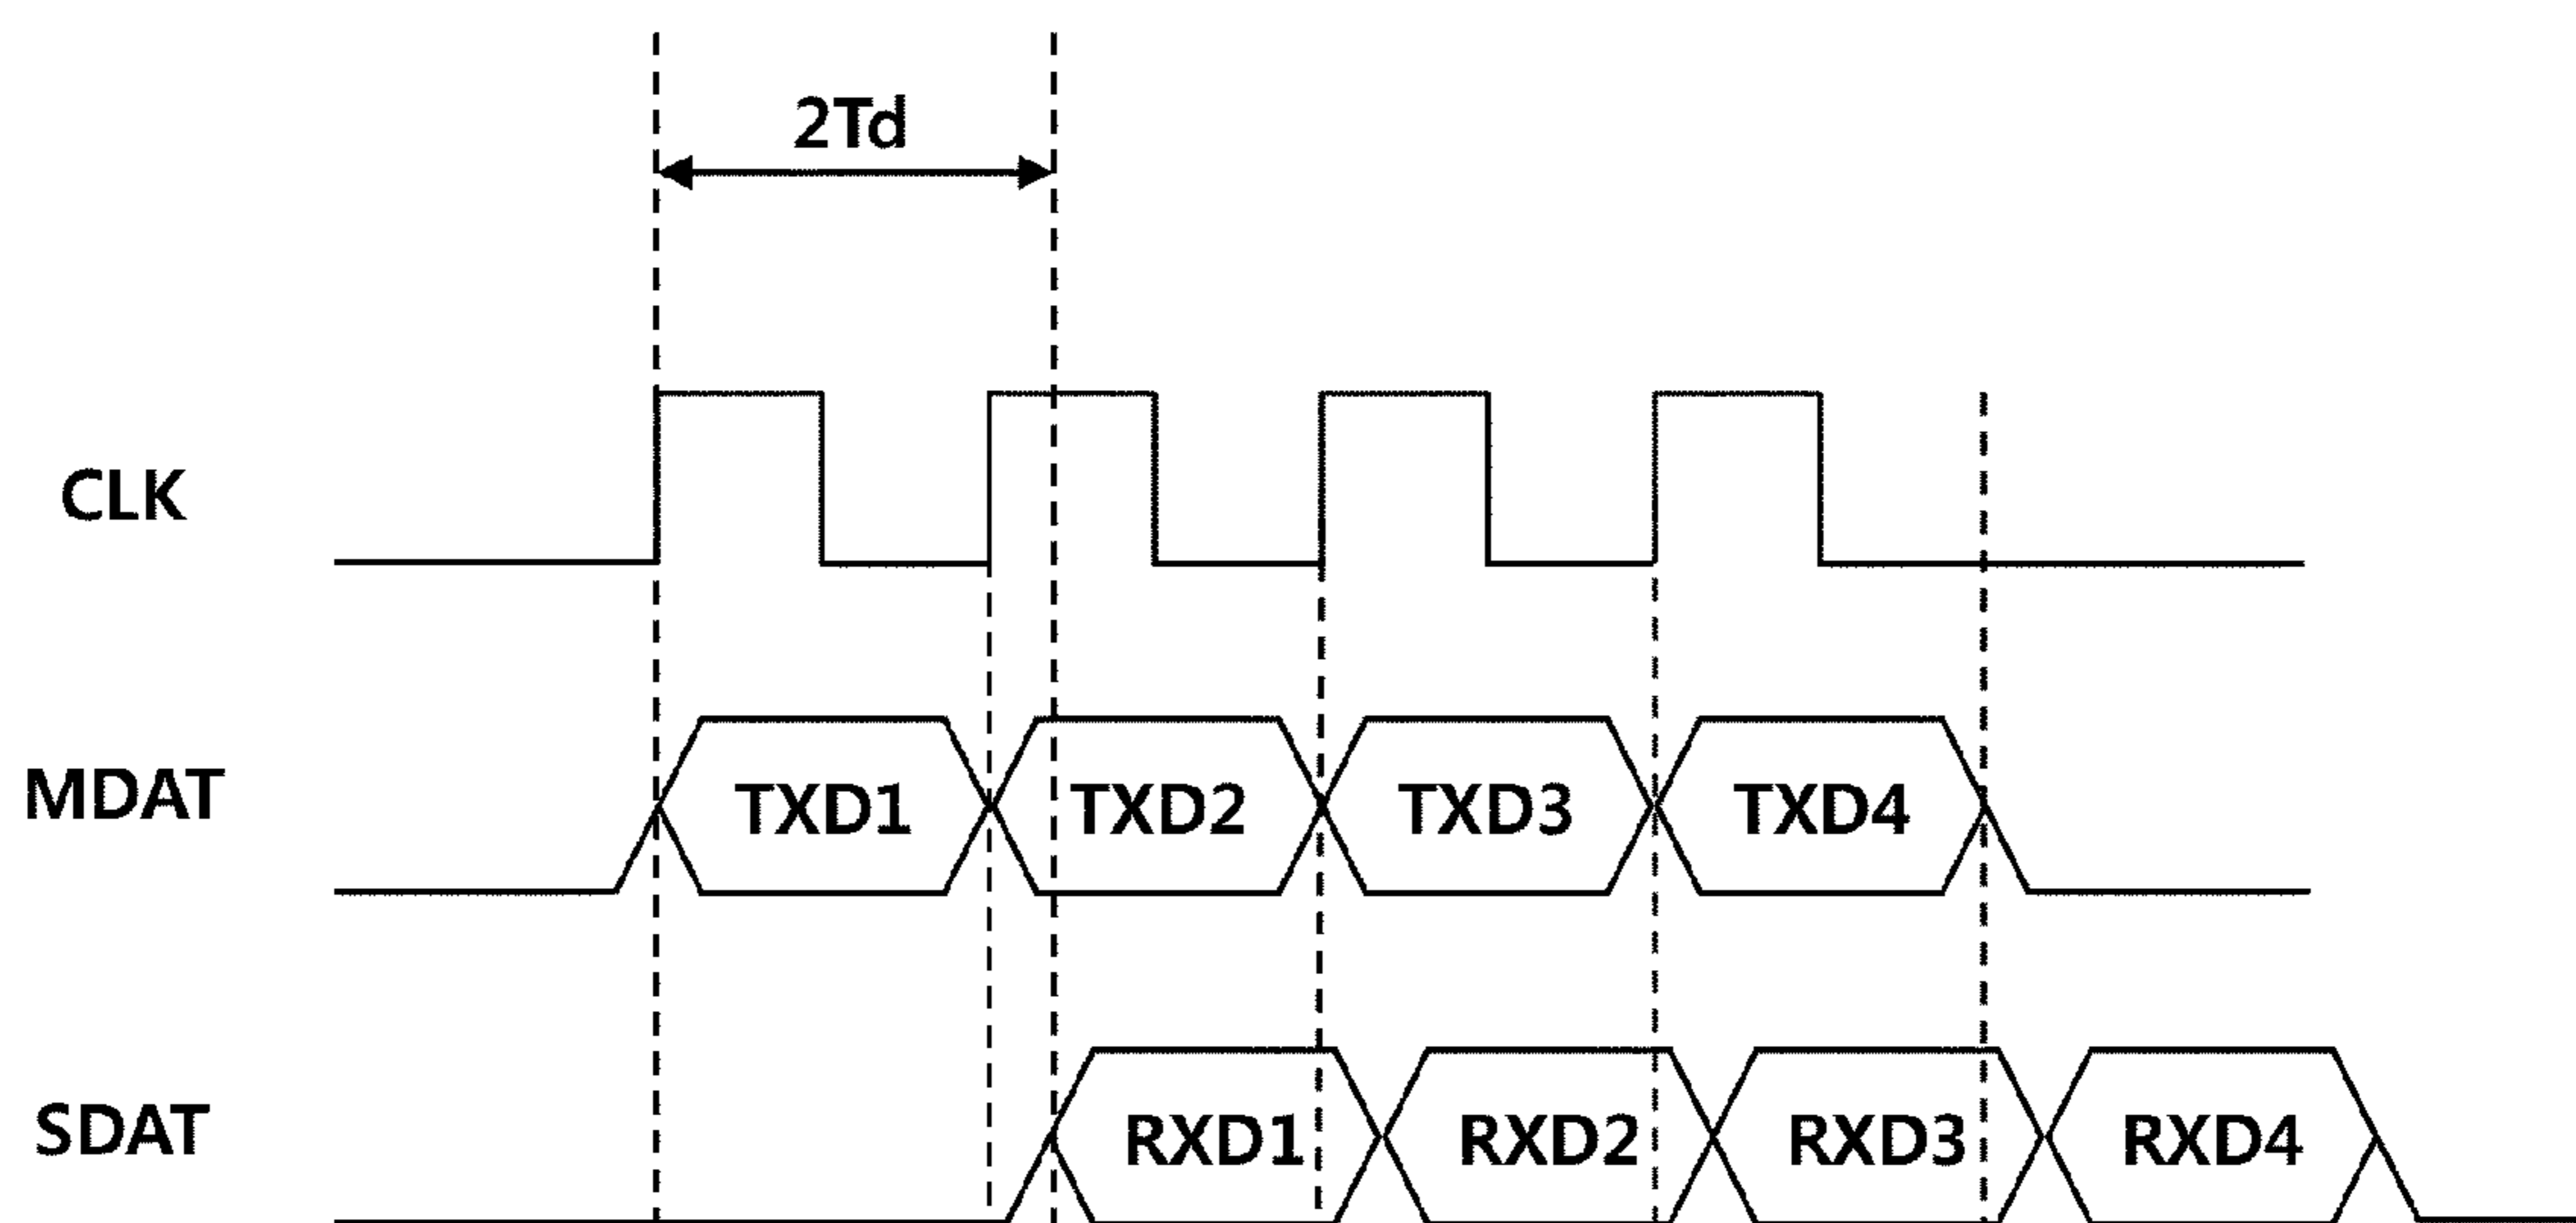 2Td
CLK
MDAT TXD1 TXD2 TXD3 TXD4
SDAT RXD1 RXD2 RXD3 RXD4